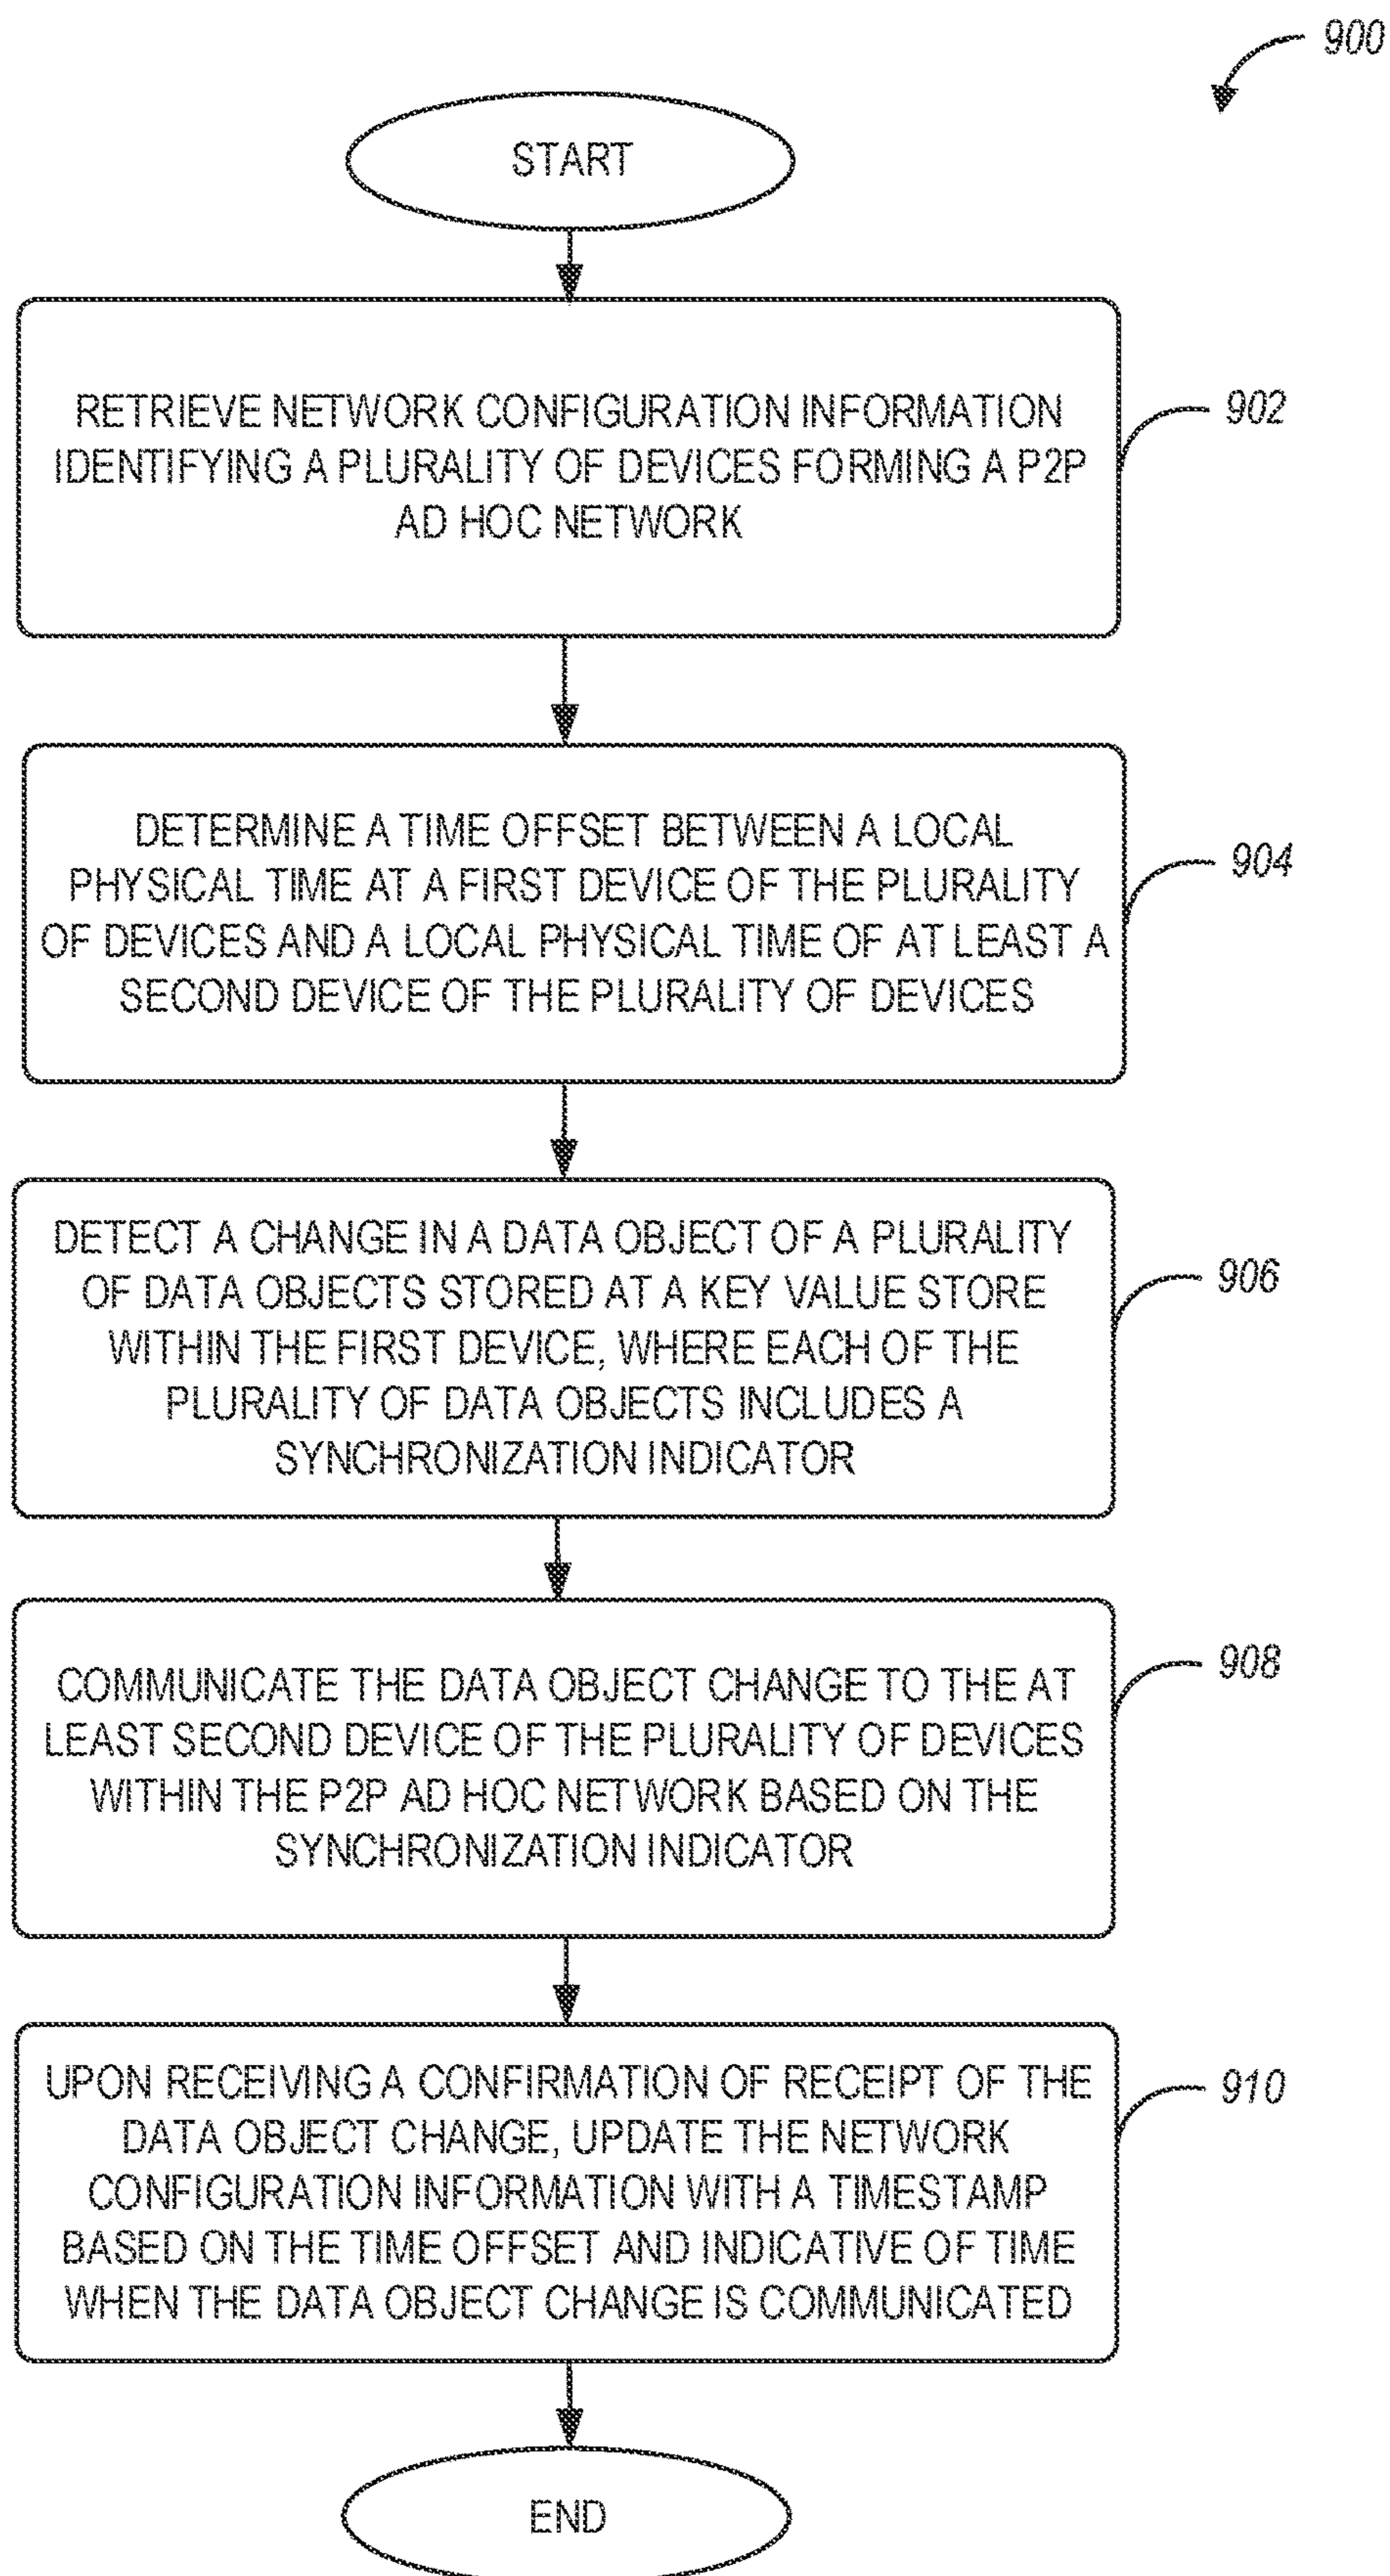 900
START
RETRIEVE NETWORK CONFIGURATION INFORMATION
IDENTIFYING A PLURALITY OF DEVICES FORMING A P2P
AD HOC NETWORK
902
DETERMINE A TIME OFFSET BETWEEN A LOCAL
PHYSICAL TIME AT A FIRST DEVICE OF THE PLURALITY
OF DEVICES AND A LOCAL PHYSICAL TIME OF AT LEAST A
SECOND DEVICE OF THE PLURALITY OF DEVICES
904
DETECT A CHANGE IN A DATA OBJECT OF A PLURALITY
OF DATA OBJECTS STORED AT A KEY VALUE STORE
WITHIN THE FIRST DEVICE, WHERE EACH OF THE
PLURALITY OF DATA OBJECTS INCLUDES A
SYNCHRONIZATION INDICATOR
906
COMMUNICATE THE DATA OBJECT CHANGE TO THE AT
LEAST SECOND DEVICE OF THE PLURALITY OF DEVICES
WITHIN THE P2P AD HOC NETWORK BASED ON THE
SYNCHRONIZATION INDICATOR
908
UPON RECEIVING A CONFIRMATION OF RECEIPT OF THE
DATA OBJECT CHANGE, UPDATE THE NETWORK
CONFIGURATION INFORMATION WITH A TIMESTAMP
BASED ON THE TIME OFFSET AND INDICATIVE OF TIME
WHEN THE DATA OBJECT CHANGE IS COMMUNICATED
910
END